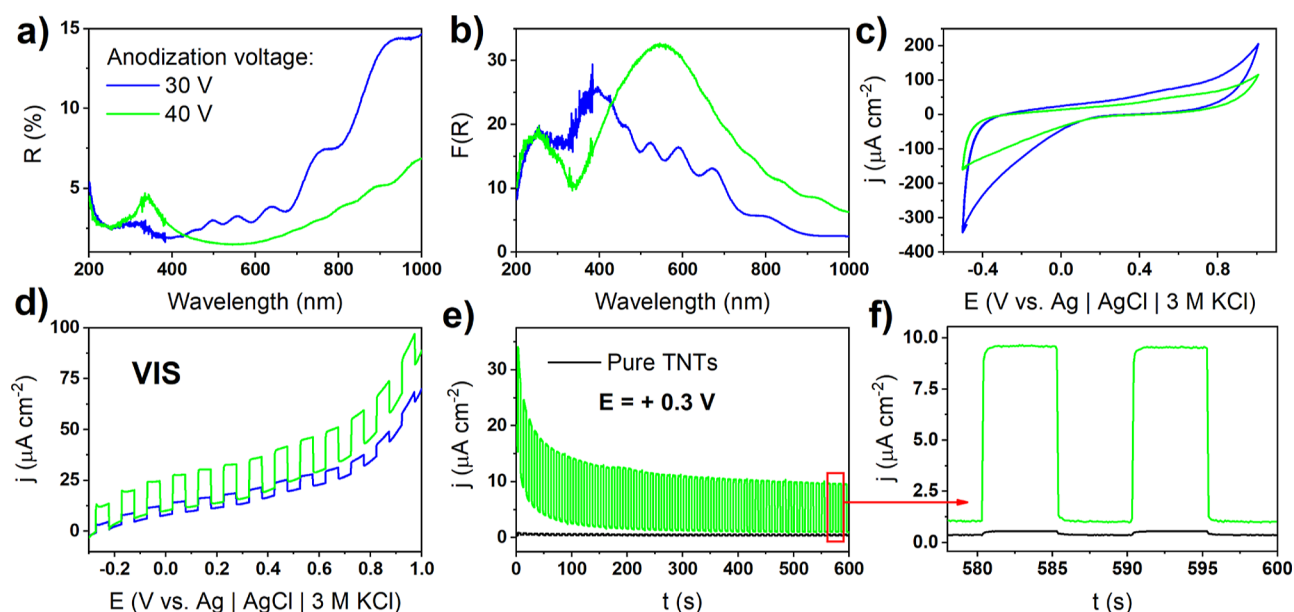 a)
Anodization voltage:
30 V
40 V
R (%)
15
10
5
200 400 600 800 1000
Wavelength (nm)
b)
F(R)
40
30
20
10
0
200 400 600 800 1000
Wavelength (nm)
c)
j (µA cm-2)
200
100
0
-100
-200
-300
-400
-0.4 0.0 0.4 0.8
E (V vs. Ag | AgCl | 3 M KCl)
d)
VIS
j (µA cm-2)
100
75
50
25
0
-0.2 0.0 0.2 0.4 0.6 0.8 1.0
E (V vs. Ag | AgCl | 3 M KCl)
e)
Pure TNTs
E = + 0.3 V
j (µA cm-2)
30
20
10
0
0 100 200 300 400 500 600
t (s)
f)
j (µA cm-2)
10.0
7.5
5.0
2.5
0.0
580 585 590 595 600
t (s)